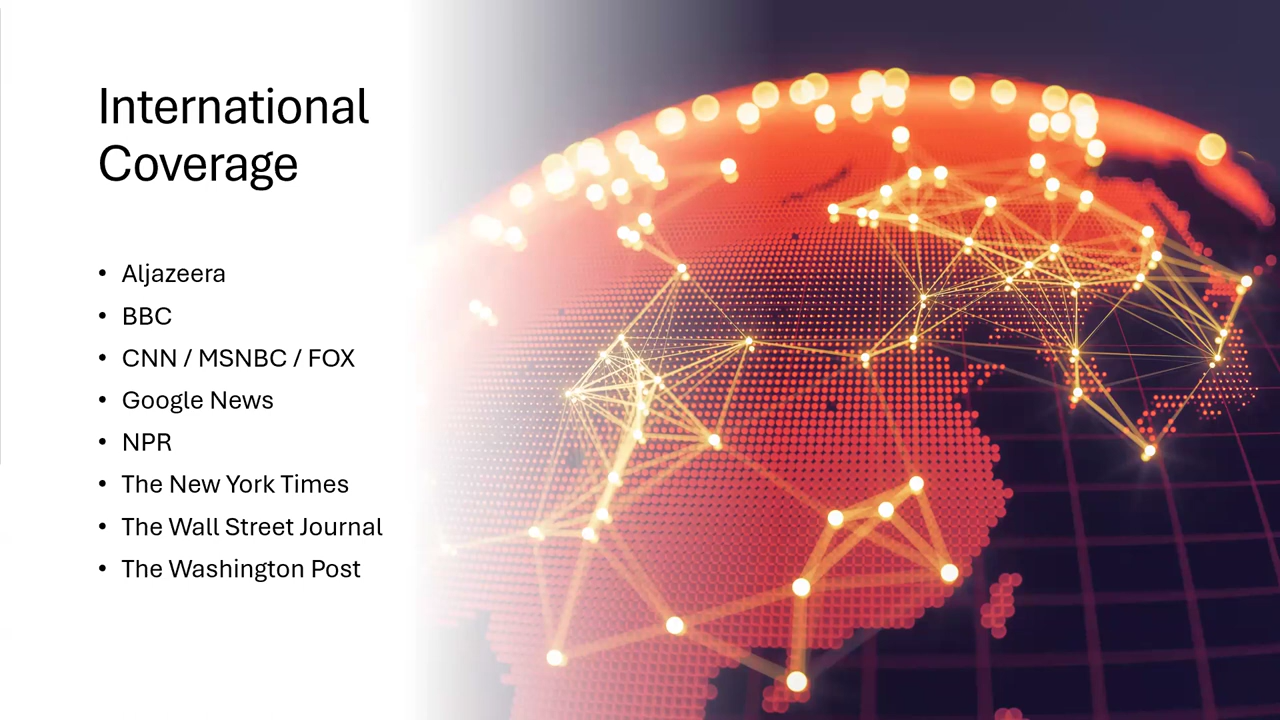 International
Coverage
• Aljazeera
• BBC
• CNN / MSNBC / FOX
• Google News
• NPR
• The New York Times
• The Wall Street Journal
• The Washington Post